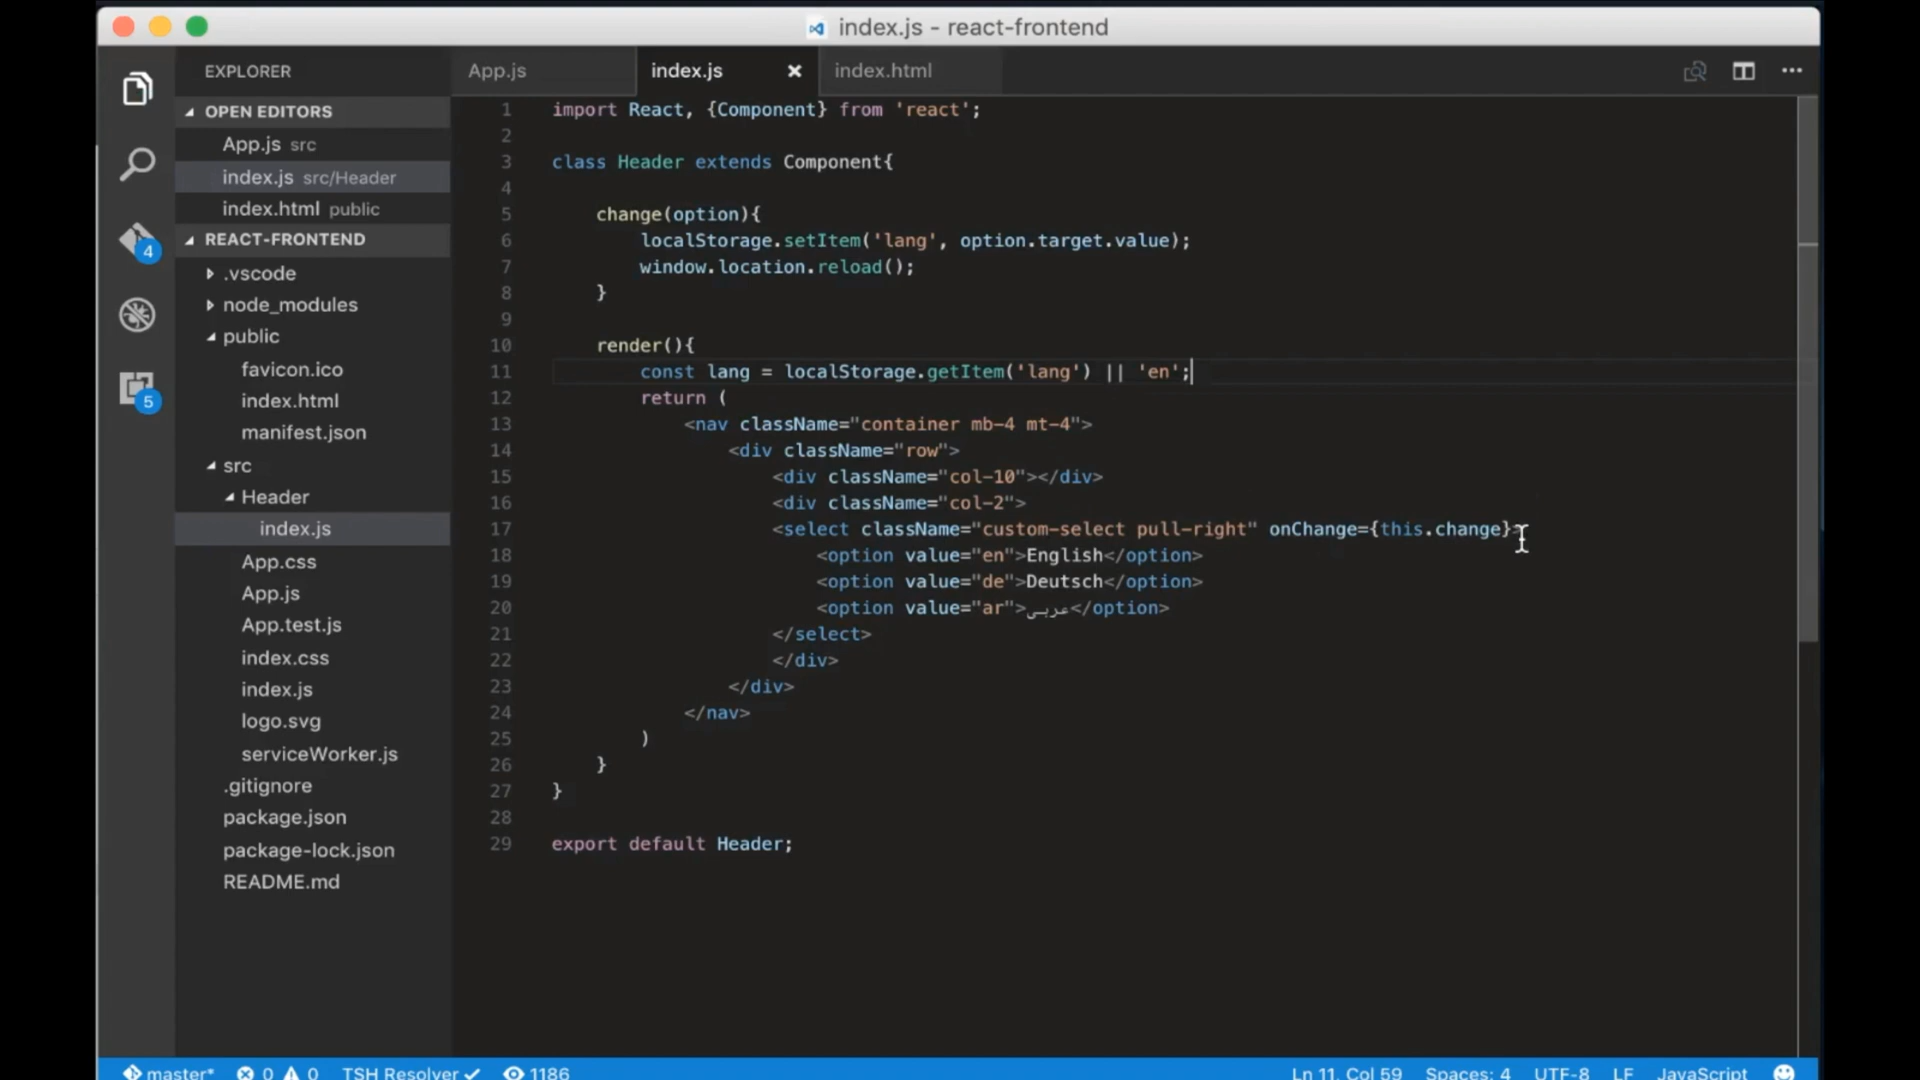 index.js - react-frontend
EXPLORER
OPEN EDITORS
App.js src
index.js src/Header
index.html public
REACT-FRONTEND
.vscode
node_modules
public
favicon.ico
index.html
manifest.json
src
Header
index.js
App.css
App.js
App.test.js
index.css
index.js
logo.svg
serviceWorker.js
.gitignore
package.json
package-lock.json
README.md
4
5
App.js index.js index.html
1 import React, {Component} from 'react';
2
3 class Header extends Component{
4
5 change(option){
6 localStorage.setItem('lang', option.target.value);
7 window.location.reload();
8 }
9
10 render(){
11 const lang = localStorage.getItem('lang') || 'en';
12 return (
13 <nav className="container mb-4 mt-4">
14 <div className="row">
15 <div className="col-10"></div>
16 <div className="col-2">
17 <select className="custom-select pull-right" onChange={this.change}>
18 <option value="en">English</option>
19 <option value="de">Deutsch</option>
20 <option value="ar">عربی</option>
21 </select>
22 </div>
23 </div>
24 </nav>
25 )
26 }
27 }
28
29 export default Header;
master* 0 0 TSH Resolver 1186 Ln 11, Col 59 Spaces: 4 UTF-8 LF JavaScript